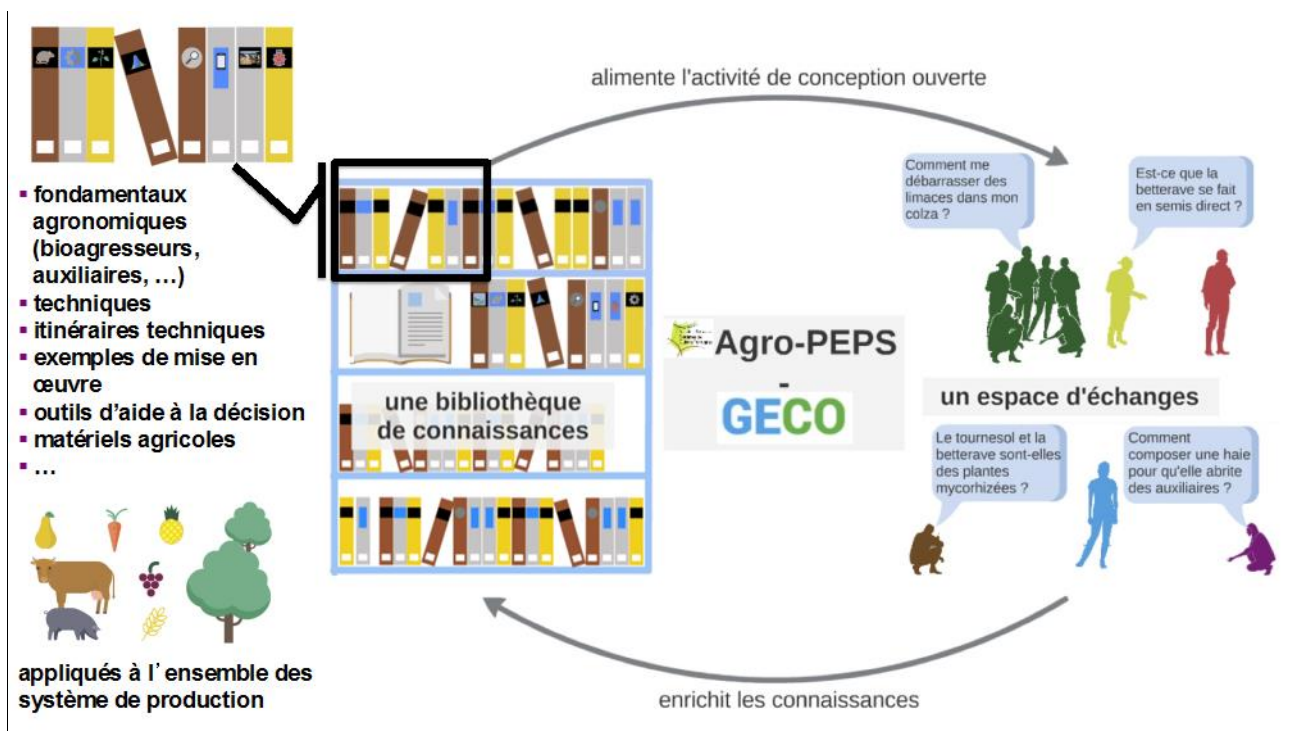 ▪ fondamentaux
agronomiques
(bioagresseurs,
auxiliaires, …)
▪ techniques
▪ itinéraires techniques
▪ exemples de mise en
œuvre
▪ outils d'aide à la décision
▪ matériels agricoles
▪ …
appliqués à l' ensemble des
système de production
alimente l'activité de conception ouverte
une bibliothèque
de connaissances
Agro-PEPS
-
GECO
Comment me
débarrasser des
limaces dans mon
colza ?
Est-ce que la
betterave se fait
en semis direct ?
un espace d'échanges
Le tournesol et la
betterave sont-elles
des plantes
mycorhizées ?
Comment
composer une haie
pour qu'elle abrite
des auxiliaires ?
enrichit les connaissances